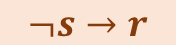 ¬s → r